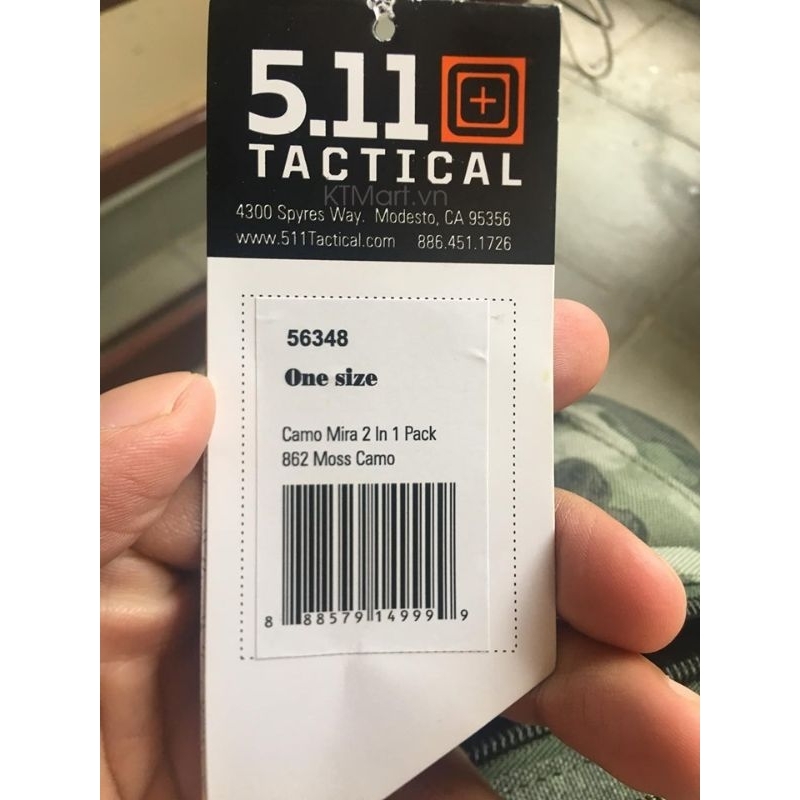 5.11
TACTICAL
KTMart.vn
4300 Spyres Way. Modesto, CA 95356
www.511Tactical.com 886.451.1726
56348
One size
Camo Mira 2 In 1 Pack
862 Moss Camo
8 88579 14999 9